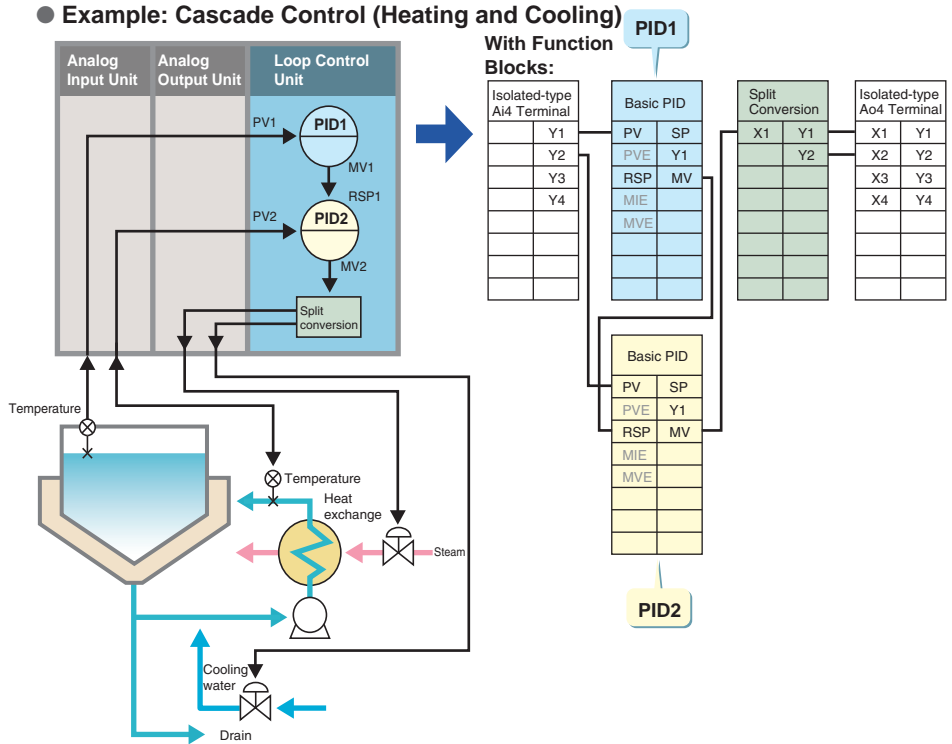 ● Example: Cascade Control (Heating and Cooling)
Analog
Input Unit
Analog
Output Unit
Loop Control
Unit
PV1
PID1
MV1
RSP1
PV2
PID2
MV2
Split
conversion
Temperature
Temperature
Heat
exchange
Steam
Cooling
water
Drain
With Function
Blocks:
PID1
Isolated-type
Ai4 Terminal
Y1
Y2
Y3
Y4
Basic PID
PV SP
PVE Y1
RSP MV
MIE
MVE
Split
Conversion
X1 Y1
Y2
Isolated-type
Ao4 Terminal
X1 Y1
X2 Y2
X3 Y3
X4 Y4
Basic PID
PV SP
PVE Y1
RSP MV
MIE
MVE
PID2